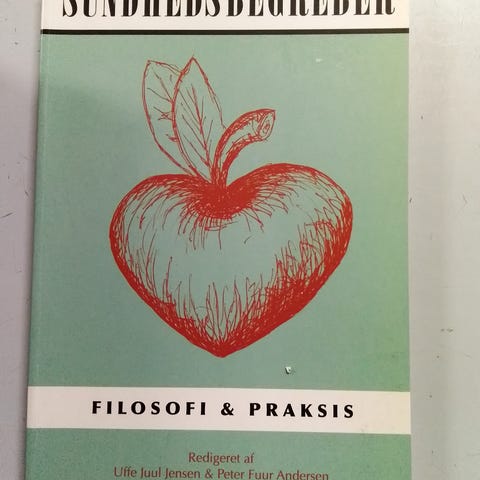 SUNDHEDSBEGREBER
FILOSOFI & PRAKSIS
Redigeret af
Uffe Juul Jensen & Peter Fuur Andersen